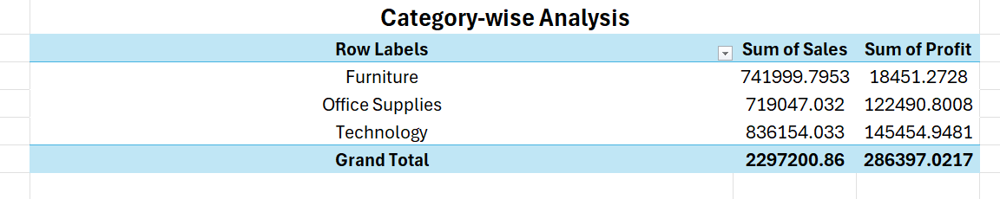 Category-wise Analysis
Row Labels Sum of Sales Sum of Profit
Furniture 741999.7953 18451.2728
Office Supplies 719047.032 122490.8008
Technology 836154.033 145454.9481
Grand Total 2297200.86 286397.0217